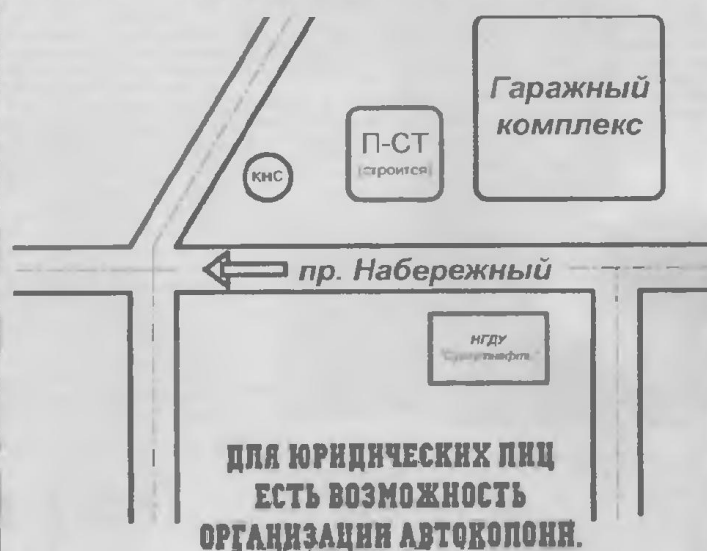 Гаражный
комплекс
П-СТ
(строится)
КНС
пр. Набережный
НГДУ
ДЛЯ ЮРИДИЧЕСКИХ ЛИЦ
ЕСТЬ ВОЗМОЖНОСТЬ
ОРГАНИЗАЦИИ АВТОКОЛОНН.